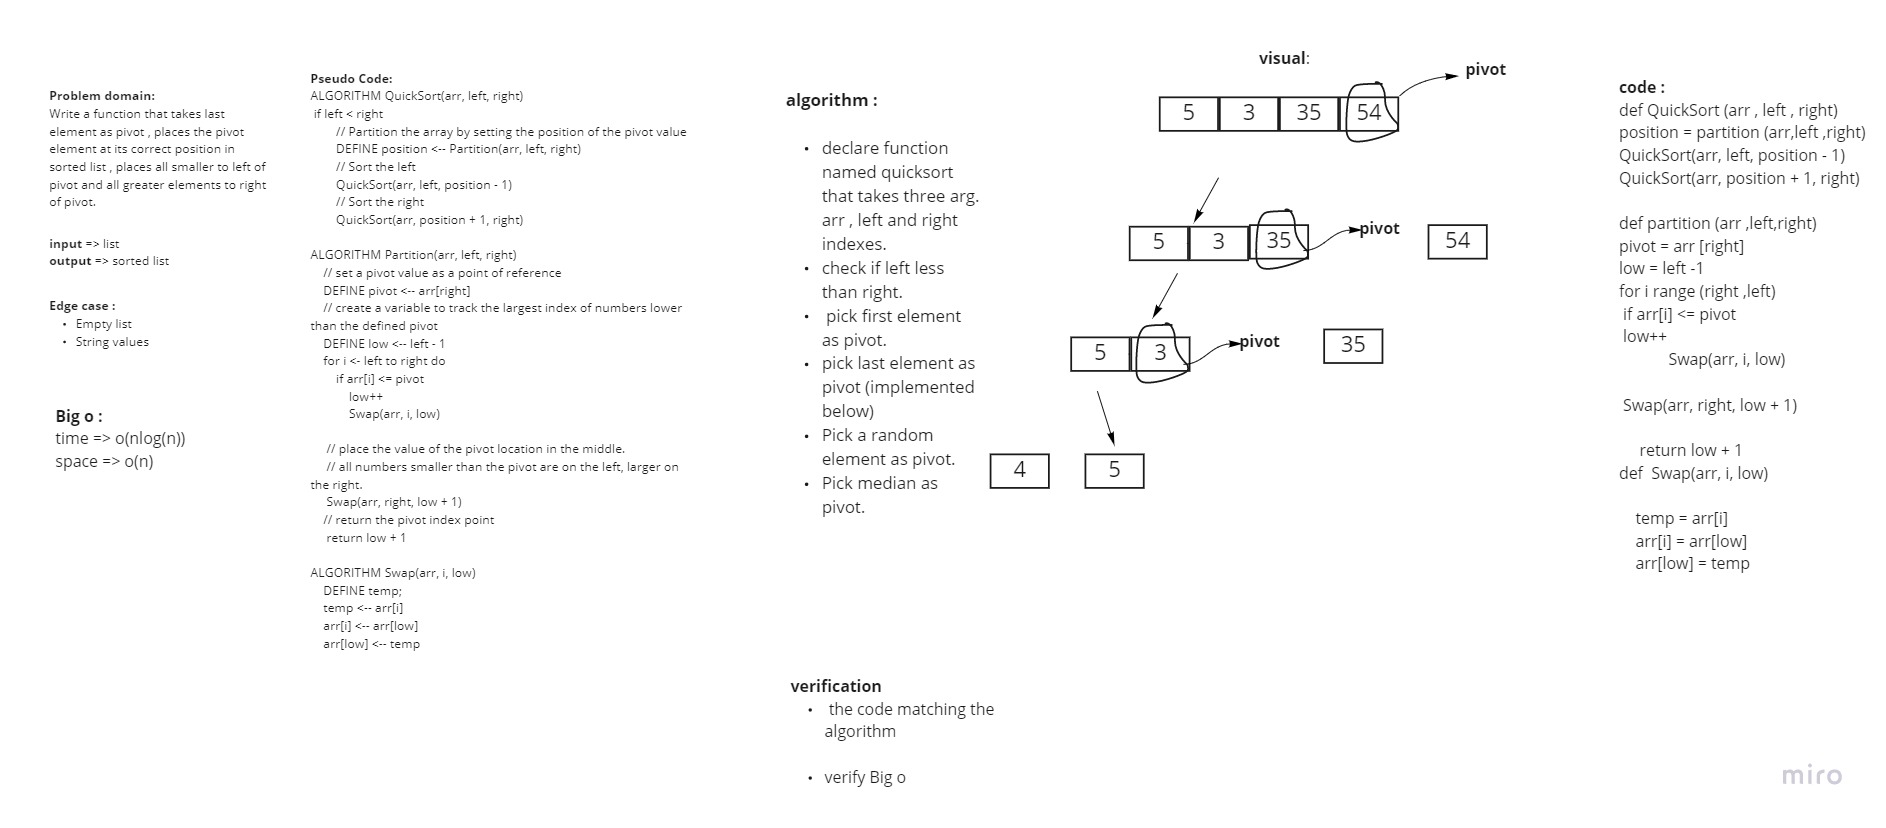 Problem domain:
Write a function that takes last
element as pivot , places the pivot
element at its correct position in
sorted list , places all smaller to left of
pivot and all greater elements to right
of pivot.
input => list
output => sorted list
Edge case :
• Empty list
• String values
Big o :
time => o(nlog(n))
space => o(n)
Pseudo Code:
ALGORITHM QuickSort(arr, left, right)
if left < right
// Partition the array by setting the position of the pivot value
DEFINE position <-- Partition(arr, left, right)
// Sort the left
QuickSort(arr, left, position - 1)
// Sort the right
QuickSort(arr, position + 1, right)
ALGORITHM Partition(arr, left, right)
// set a pivot value as a point of reference
DEFINE pivot <-- arr[right]
// create a variable to track the largest index of numbers lower
than the defined pivot
DEFINE low <-- left - 1
for i <- left to right do
if arr[i] <= pivot
low++
Swap(arr, i, low)
// place the value of the pivot location in the middle.
// all numbers smaller than the pivot are on the left, larger on
the right.
Swap(arr, right, low + 1)
// return the pivot index point
return low + 1
ALGORITHM Swap(arr, i, low)
DEFINE temp;
temp <-- arr[i]
arr[i] <-- arr[low]
arr[low] <-- temp
algorithm :
• declare function
named quicksort
that takes three arg.
arr , left and right
indexes.
• check if left less
than right.
• pick first element
as pivot.
• pick last element as
pivot (implemented
below)
• Pick a random
element as pivot.
• Pick median as
pivot.
verification
• the code matching the
algorithm
• verify Big o
visual:
pivot
5 3 35 54
5 3 35 pivot 54
5 3 pivot 35
4 5
code :
def QuickSort (arr , left , right)
position = partition (arr,left ,right)
QuickSort(arr, left, position - 1)
QuickSort(arr, position + 1, right)
def partition (arr ,left,right)
pivot = arr [right]
low = left -1
for i range (right ,left)
if arr[i] <= pivot
low++
Swap(arr, i, low)
Swap(arr, right, low + 1)
return low + 1
def Swap(arr, i, low)
temp = arr[i]
arr[i] = arr[low]
arr[low] = temp
miro